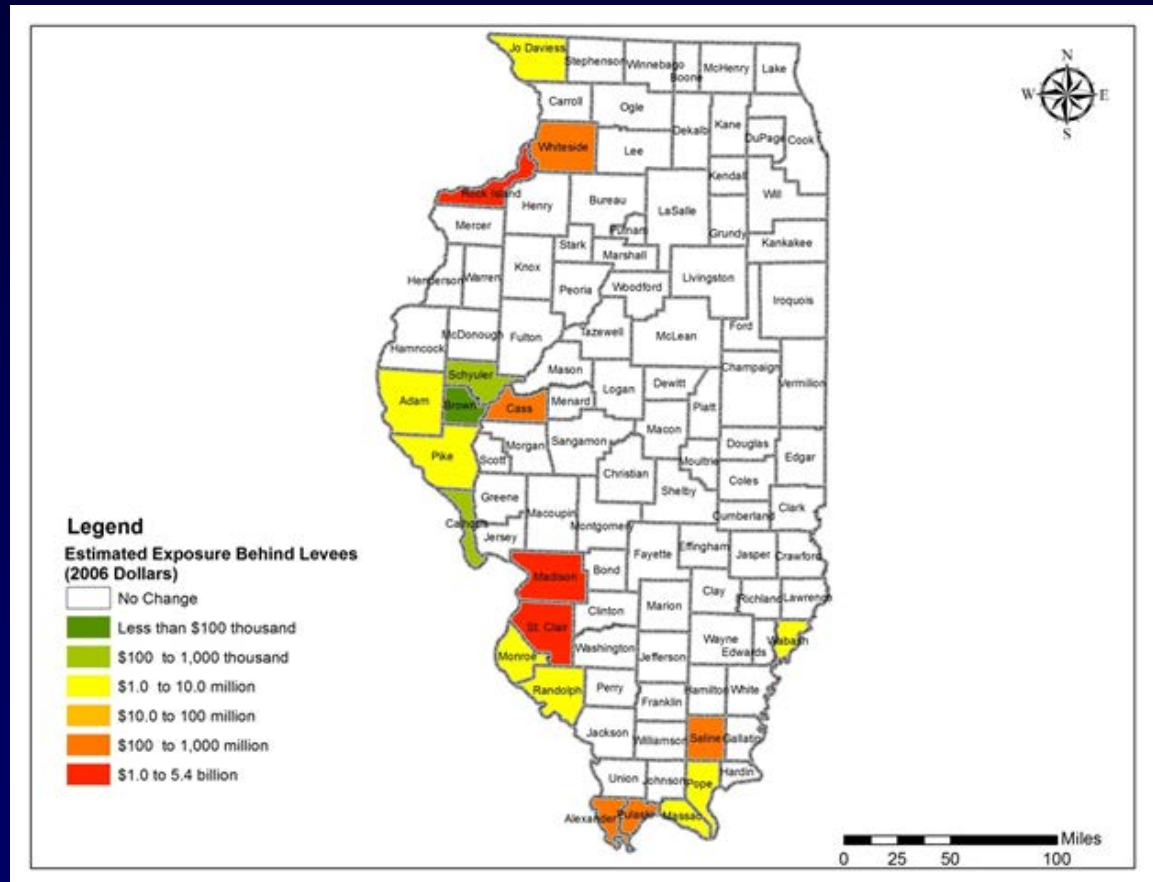 Jo Daviess
Stephenson
Winnebago
Boone
McHenry
Lake
N
W
E
S
Carroll
Ogle
Dekalb
Kane
DuPage
Cook
Whiteside
Lee
Kendall
Will
Rock Island
Henry
Bureau
LaSalle
Putnam
Grundy
Mercer
Stark
Marshall
Kankakee
Henderson
Warren
Knox
Peoria
Woodford
Livingston
Iroquois
Hamncock
McDonough
Fulton
Tazewell
McLean
Ford
Schyuler
Mason
Logan
Dewitt
Champaign
Vermilion
Adam
Brown
Cass
Menard
Piatt
Macon
Pike
Scott
Morgan
Sangamon
Christian
Moultrie
Douglas
Edgar
Coles
Shelby
Calhoun
Greene
Jersey
Macoupin
Montgomery
Cumberland
Clark
Fayette
Effingham
Jasper
Crawford
Madison
Bond
Clay
Richland
Lawrence
St. Clair
Clinton
Marion
Wayne
Edwards
Wabash
Monroe
Washington
Jefferson
Randolph
Perry
Franklin
Hamilton
White
Jackson
Williamson
Saline
Gallatin
Union
Johnson
Pope
Hardin
Alexander
Pulaski
Massac
Legend
Estimated Exposure Behind Levees
(2006 Dollars)
No Change
Less than $100 thousand
$100 to 1,000 thousand
$1.0 to 10.0 million
$10.0 to 100 million
$100 to 1,000 million
$1.0 to 5.4 billion
Miles
0 25 50 100